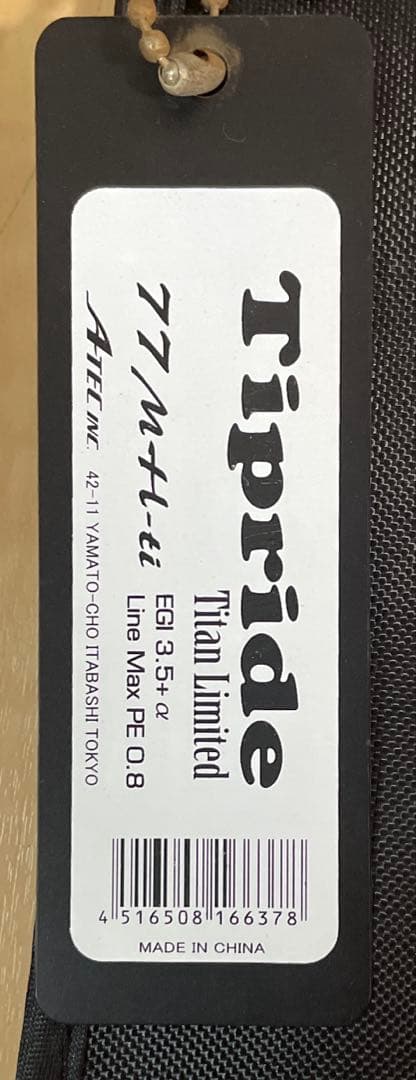 Tipride
Titan Limited
77MH-ti
EGI 3.5+α
Line Max PE 0.8
ATEC INC. 42-11 YAMATO-CHO ITABASHI TOKYO
4 516508 166378
MADE IN CHINA